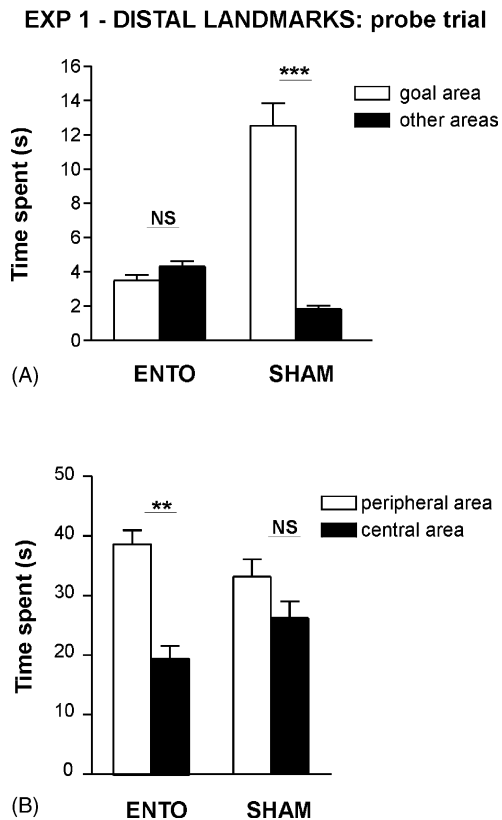 EXP 1 - DISTAL LANDMARKS: probe trial
16
14
12
10
8
6
4
2
0
Time spent (s)
***
NS
goal area
other areas
ENTO SHAM
(A)
50
40
30
20
10
0
Time spent (s)
**
NS
peripheral area
central area
ENTO SHAM
(B)